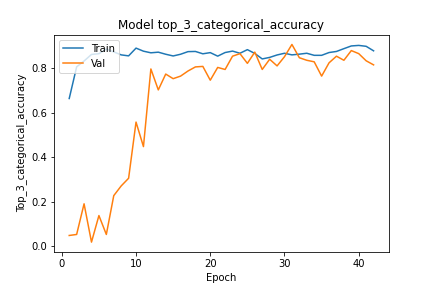 Model top_3_categorical_accuracy
Train
Val
Top_3_categorical_accuracy
0.8
0.6
0.4
0.2
0.0
0 10 20 30 40
Epoch